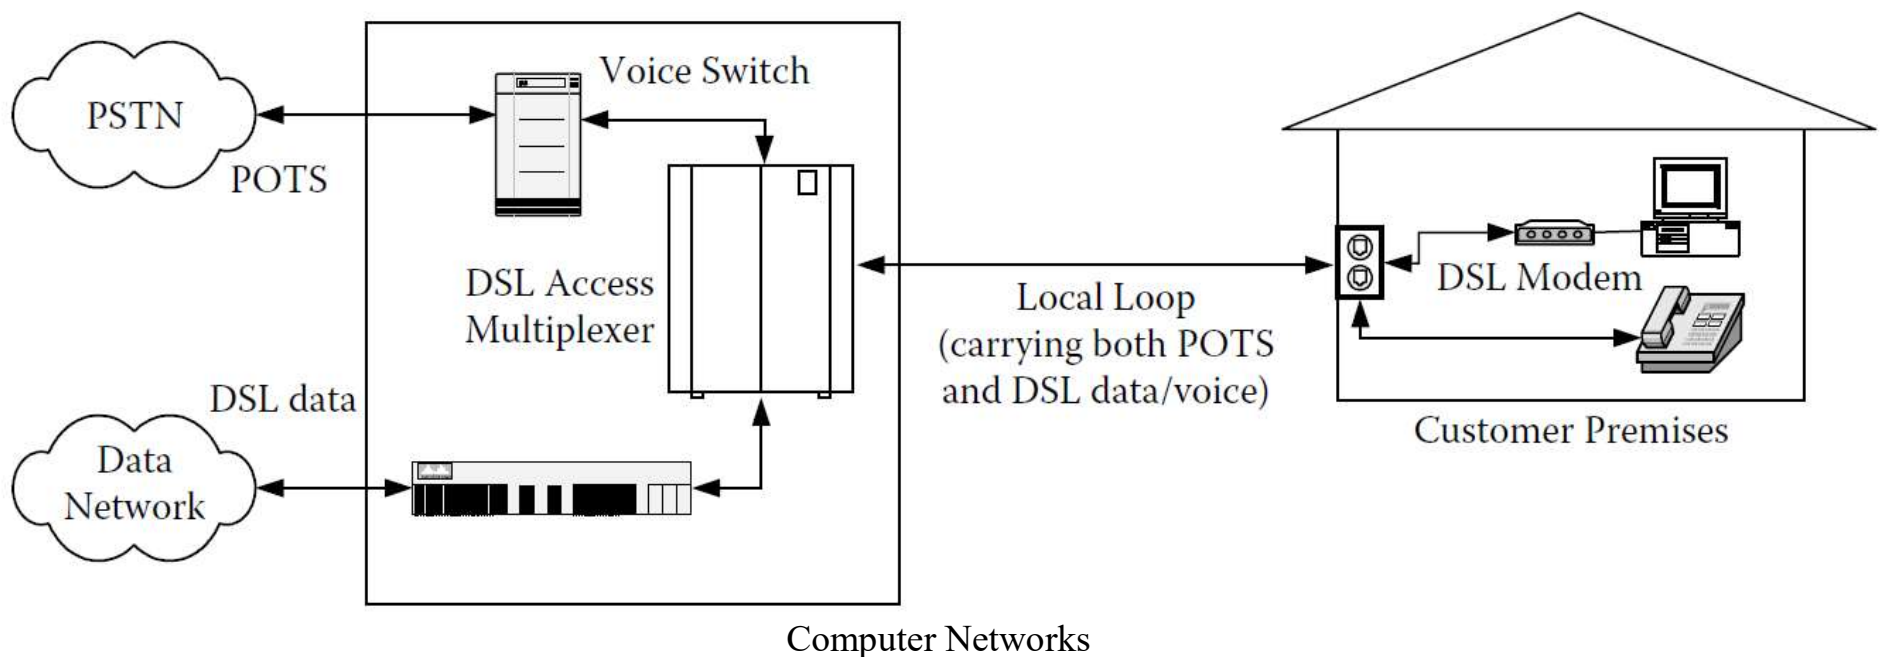 Voice Switch
PSTN
POTS
DSL Access
Multiplexer
DSL Modem
Local Loop
(carrying both POTS
and DSL data/voice)
DSL data
Customer Premises
Data
Network
Computer Networks